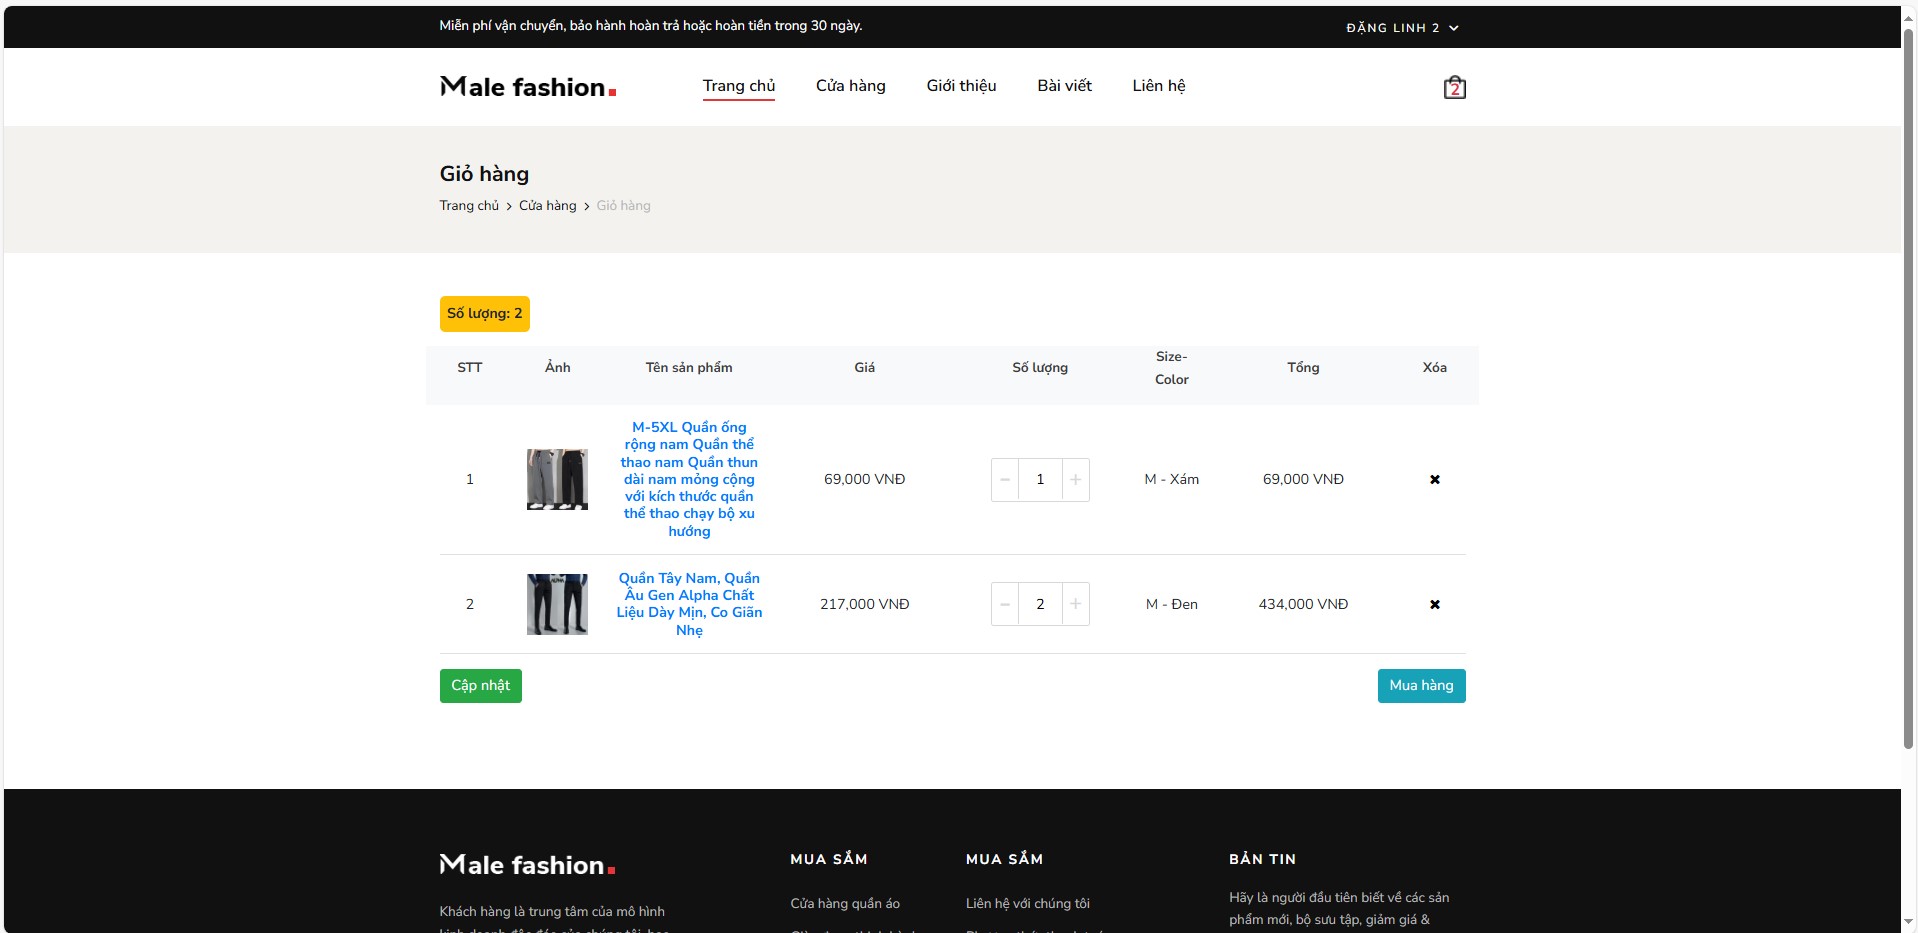 Miễn phí vận chuyển, bảo hành hoàn trả hoặc hoàn tiền trong 30 ngày.
ĐẶNG LINH 2
Male fashion.
Trang chủ
Cửa hàng
Giới thiệu
Bài viết
Liên hệ
2
Giỏ hàng
Trang chủ > Cửa hàng > Giỏ hàng
Số lượng: 2
STT Ảnh Tên sản phẩm Giá Số lượng Size-
Color Tổng Xóa
1
M-5XL Quần ống
rộng nam Quần thể
thao nam Quần thun
dài nam mỏng cộng
với kích thước quần
thể thao chạy bộ xu
hướng
69,000 VNĐ
− 1 +
M - Xám
69,000 VNĐ
2
Quần Tây Nam, Quần
Âu Gen Alpha Chất
Liệu Dày Mịn, Co Giãn
Nhẹ
217,000 VNĐ
− 2 +
M - Đen
434,000 VNĐ
Cập nhật
Mua hàng
Male fashion.
Khách hàng là trung tâm của mô hình
MUA SẮM
Cửa hàng quần áo
MUA SẮM
Liên hệ với chúng tôi
BẢN TIN
Hãy là người đầu tiên biết về các sản
phẩm mới, bộ sưu tập, giảm giá &